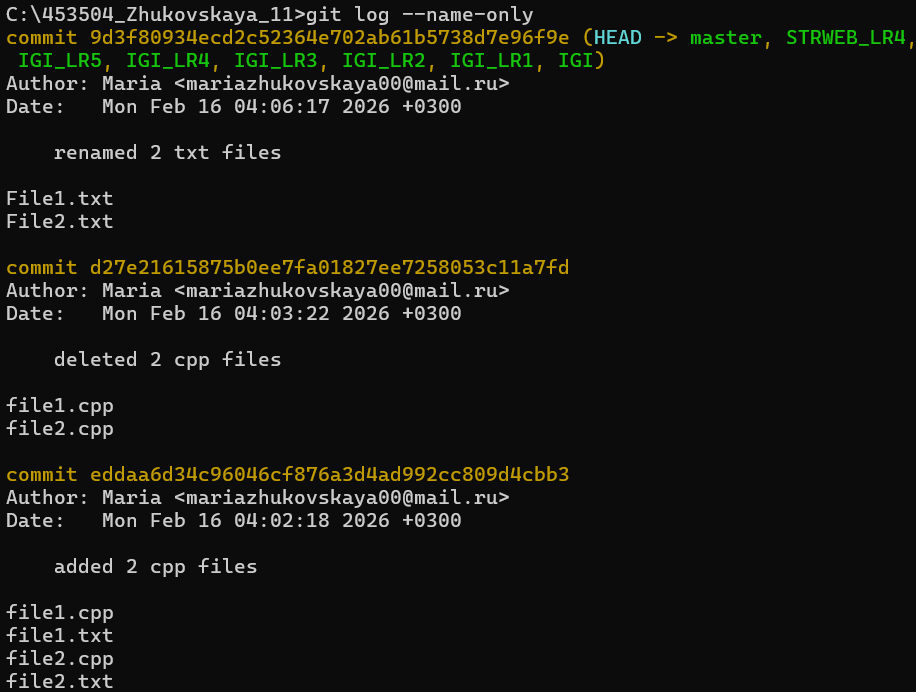 C:\453504_Zhukovskaya_11>git log --name-only
commit 9d3f80934ecd2c52364e702ab61b5738d7e96f9e (HEAD -> master, STRWEB_LR4,
 IGI_LR5, IGI_LR4, IGI_LR3, IGI_LR2, IGI_LR1, IGI)
Author: Maria <mariazhukovskaya00@mail.ru>
Date:   Mon Feb 16 04:06:17 2026 +0300

    renamed 2 txt files

File1.txt
File2.txt

commit d27e21615875b0ee7fa01827ee7258053c11a7fd
Author: Maria <mariazhukovskaya00@mail.ru>
Date:   Mon Feb 16 04:03:22 2026 +0300

    deleted 2 cpp files

file1.cpp
file2.cpp

commit eddaa6d34c96046cf876a3d4ad992cc809d4cbb3
Author: Maria <mariazhukovskaya00@mail.ru>
Date:   Mon Feb 16 04:02:18 2026 +0300

    added 2 cpp files

file1.cpp
file1.txt
file2.cpp
file2.txt